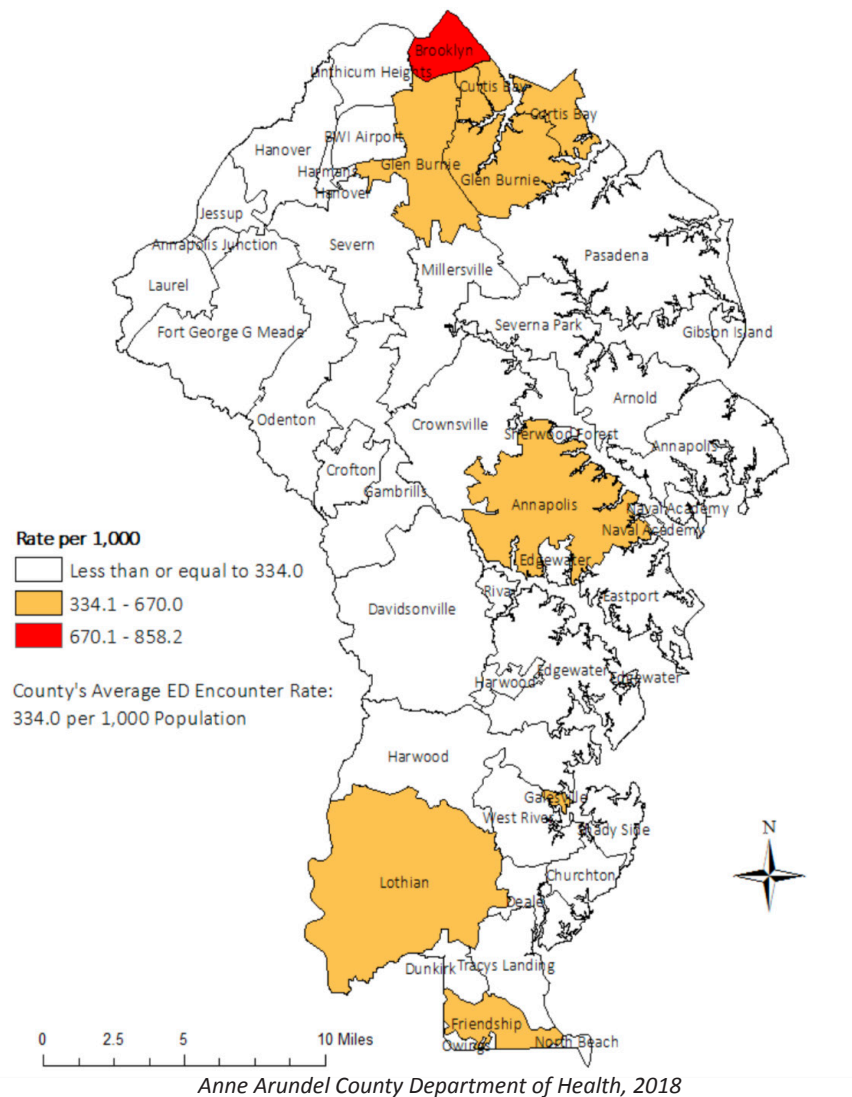 Brooklyn
Linthicum Heights
Curtis Bay
Curtis Bay
BWI Airport
Hanover
Glen Burnie
Harmans
Glen Burnie
Hanover
Jessup
Annapolis Junction
Severn
Pasadena
Millersville
Laurel
Fort George G Meade
Severna Park
Gibson Island
Arnold
Odenton
Crownsville
Sherwood Forest
Annapolis
Crofton
Gambrills
Annapolis
Naval Academy
Naval Academy
Rate per 1,000
Less than or equal to 334.0
334.1 - 670.0
670.1 - 858.2
County's Average ED Encounter Rate:
334.0 per 1,000 Population
Edgewater
Riva
Eastport
Davidsonville
Edgewater
Harwood
Edgewater
Harwood
Galesville
West River
Shady Side
N
Lothian
Churchton
Deale
Dunkirk
Tracys Landing
Friendship
North Beach
Owings
0 2.5 5 10 Miles
Anne Arundel County Department of Health, 2018